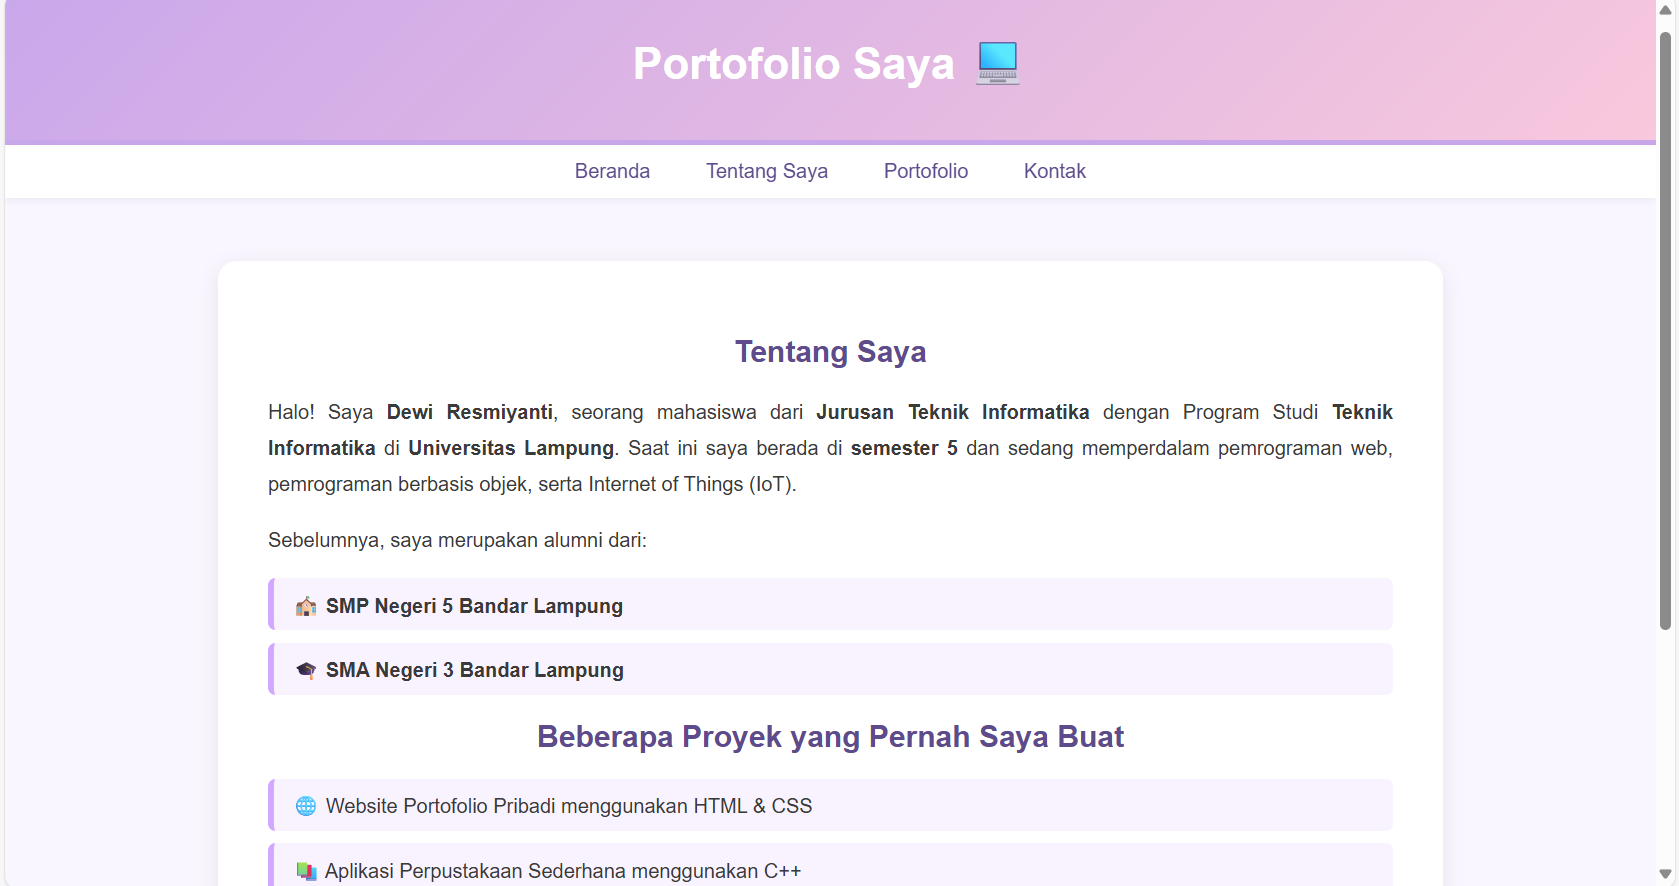 Portofolio Saya 💻
Beranda Tentang Saya Portofolio Kontak
Tentang Saya
Halo! Saya Dewi Resmiyanti, seorang mahasiswa dari Jurusan Teknik Informatika dengan Program Studi Teknik
Informatika di Universitas Lampung. Saat ini saya berada di semester 5 dan sedang memperdalam pemrograman web,
pemrograman berbasis objek, serta Internet of Things (IoT).
Sebelumnya, saya merupakan alumni dari:
🏫 SMP Negeri 5 Bandar Lampung
🎓 SMA Negeri 3 Bandar Lampung
Beberapa Proyek yang Pernah Saya Buat
🌐 Website Portofolio Pribadi menggunakan HTML & CSS
📚 Aplikasi Perpustakaan Sederhana menggunakan C++